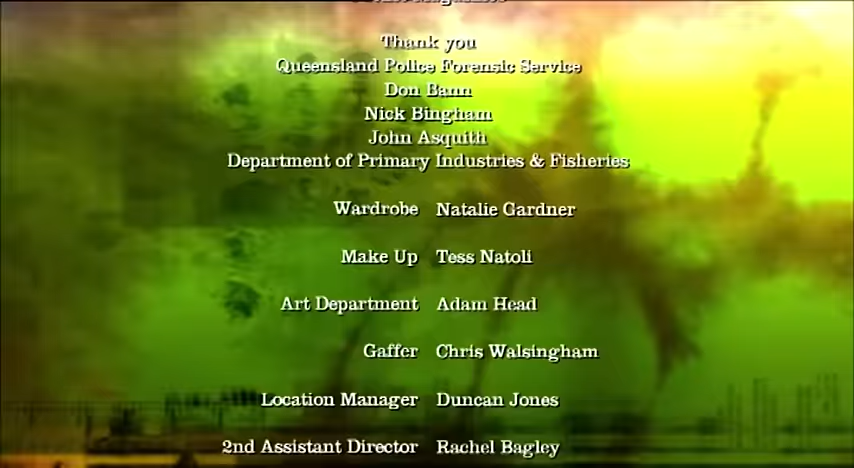 Thank you
Queensland Police Forensic Service
Don Bann
Nick Bingham
John Asquith
Department of Primary Industries & Fisheries
Wardrobe Natalie Gardner
Make Up Tess Natoli
Art Department Adam Head
Gaffer Chris Walsingham
Location Manager Duncan Jones
2nd Assistant Director Rachel Bagley